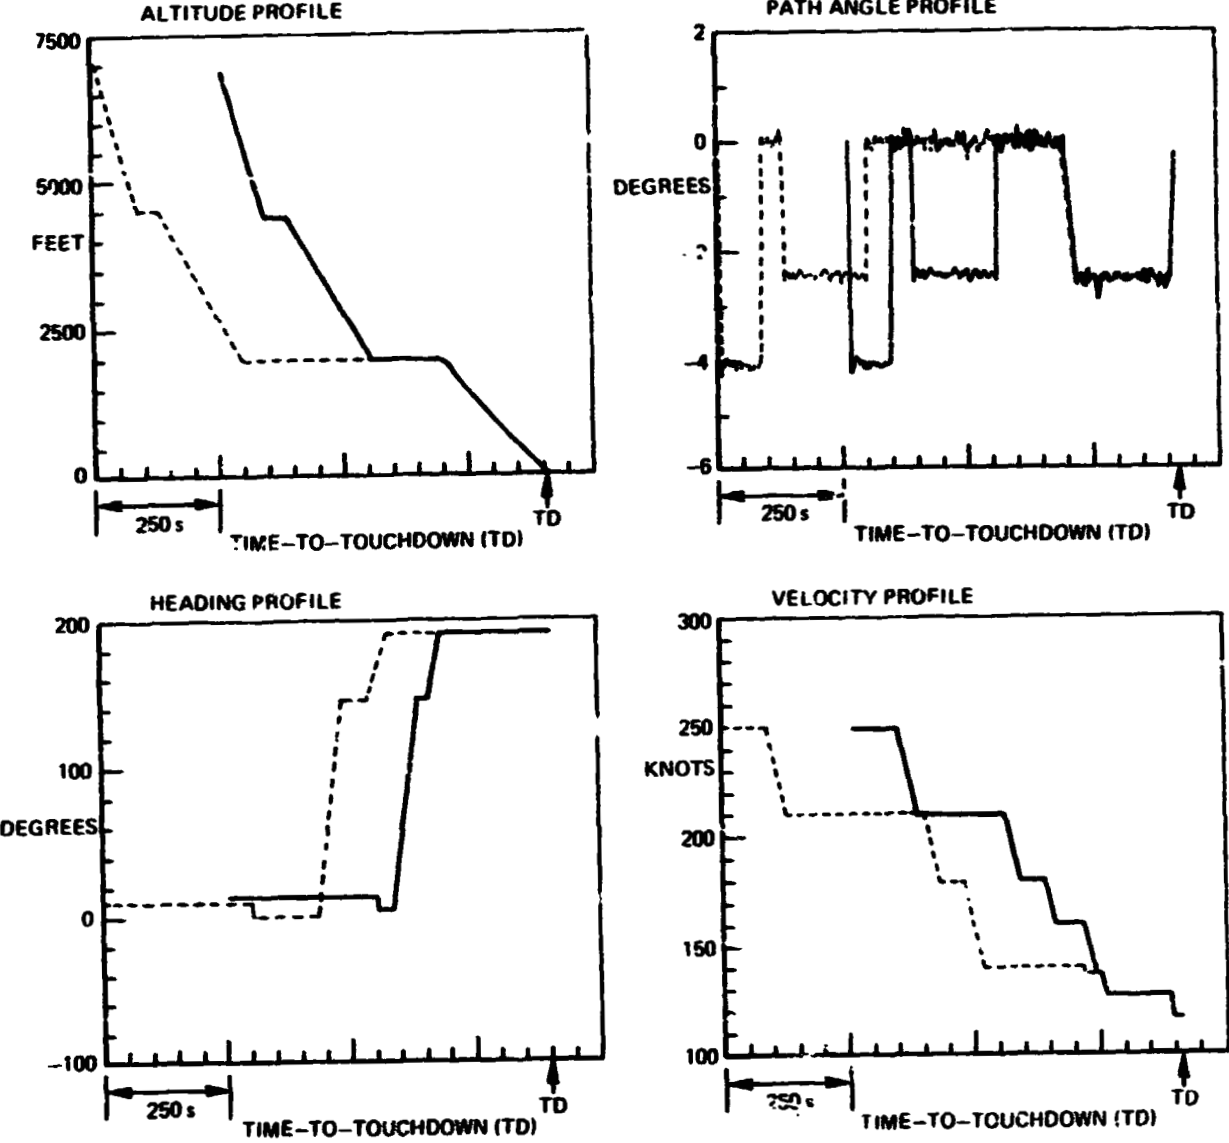 ALTITUDE PROFILE
7500
5000
FEET
2500
0
250 s
TD
TIME-TO-TOUCHDOWN (TD)
PATH ANGLE PROFILE
2
0
DEGREES
-4
-6
250 s
TD
TIME-TO-TOUCHDOWN (TD)
HEADING PROFILE
200
100
DEGREES
0
-100
250 s
TD
TIME-TO-TOUCHDOWN (TD)
VELOCITY PROFILE
300
250
KNOTS
200
150
100
250 s
TD
TIME-TO-TOUCHDOWN (TD)